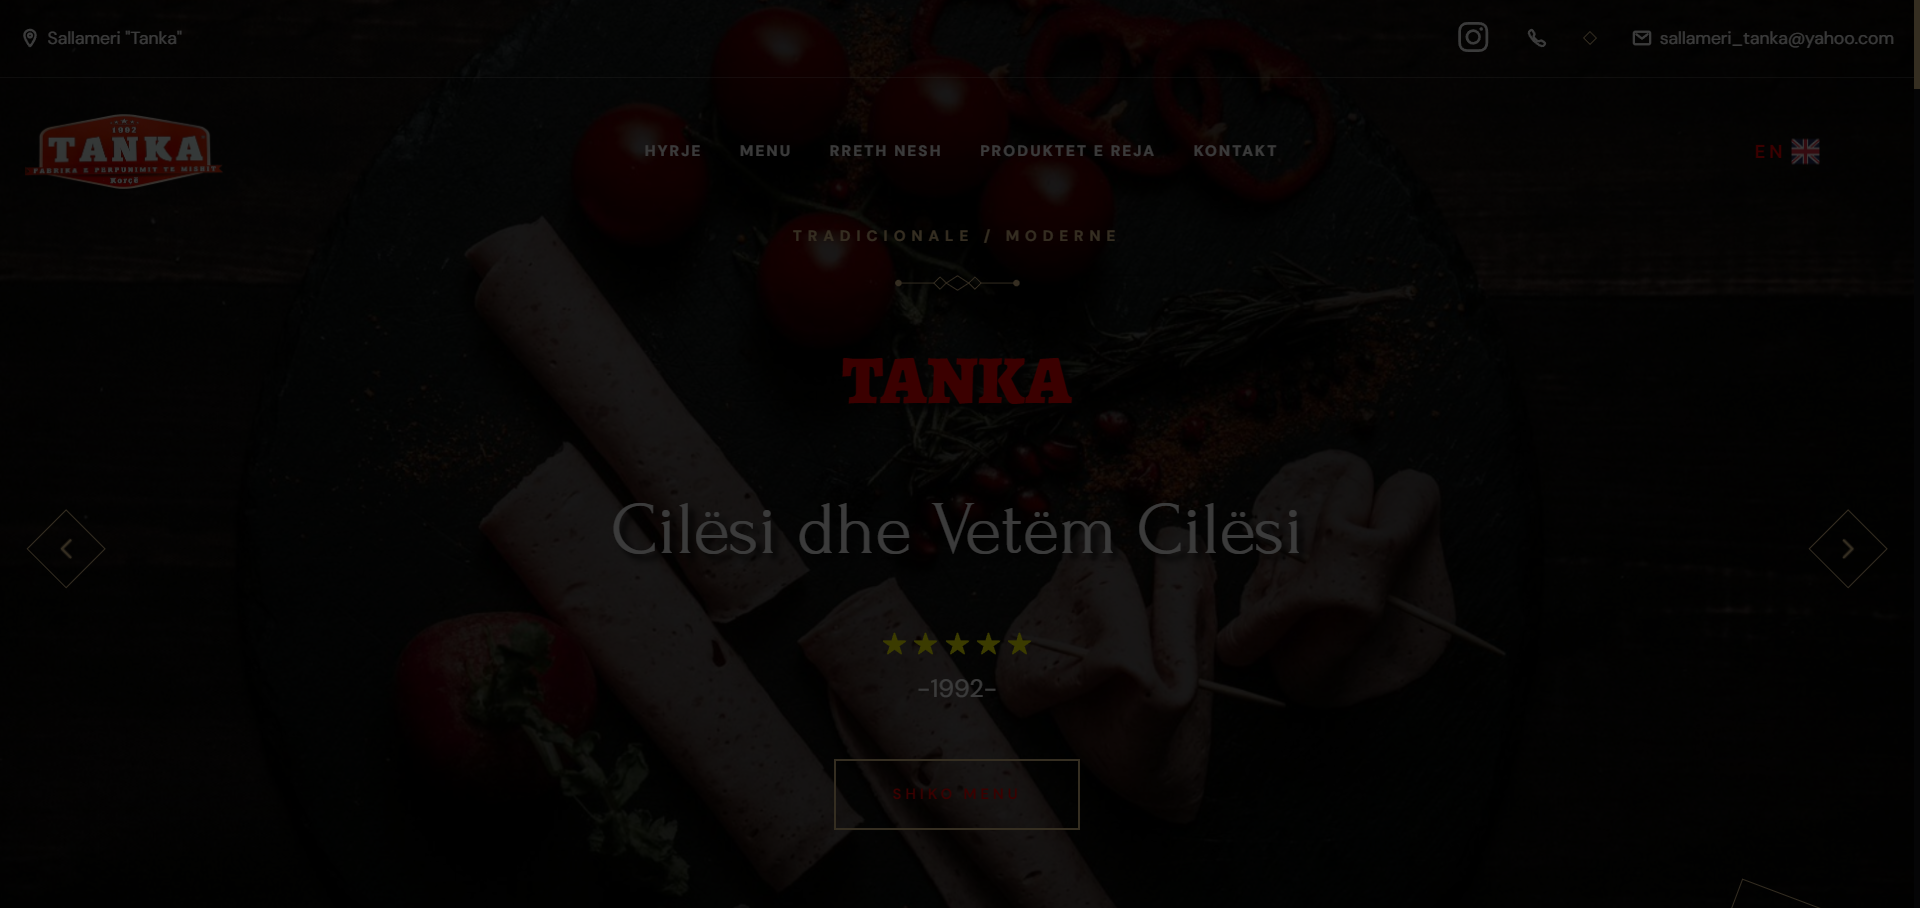 Sallameri "Tanka"
sallameri_tanka@yahoo.com
1992
TANKA
FABRIKA E PERPUNIMIT TE MISHIT
Korcë
HYRJE
MENU
RRETH NESH
PRODUKTET E REJA
KONTAKT
EN
TRADICIONALE / MODERNE
TANKA
Cilësi dhe Vetëm Cilësi
-1992-
SHIKO MENU